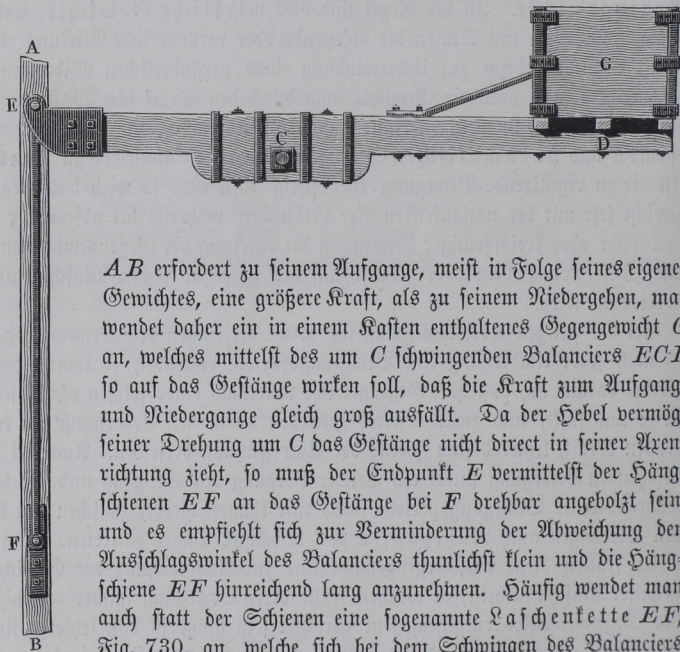 A
E
G
C
D
F
B
AB erfordert zu seinem Aufgange, meist in Folge seines eigene
Gewichtes, eine größere Kraft, als zu seinem Niedergehen, ma
wendet daher ein in einem Kasten enthaltenes Gegengewicht G
an, welches mittelst des um C schwingenden Balanciers ECD
so auf das Gestänge wirken soll, daß die Kraft zum Aufgang
und Niedergange gleich groß ausfällt. Da der Hebel vermög
seiner Drehung um C das Gestänge nicht direct in seiner Axen
richtung zieht, so muß der Endpunkt E vermittelst der Häng
schienen EF an das Gestänge bei F drehbar angebolzt sein
und es empfiehlt sich zur Verminderung der Abweichung den
Ausschlagswinkel des Balanciers thunlichst klein und die Häng=
schiene EF hinreichend lang anzunehmen. Häufig wendet man
auch statt der Schienen eine sogenannte Laschenkette EF,
Fig. 730, an, welche sich bei dem Schwingen des Balanciers